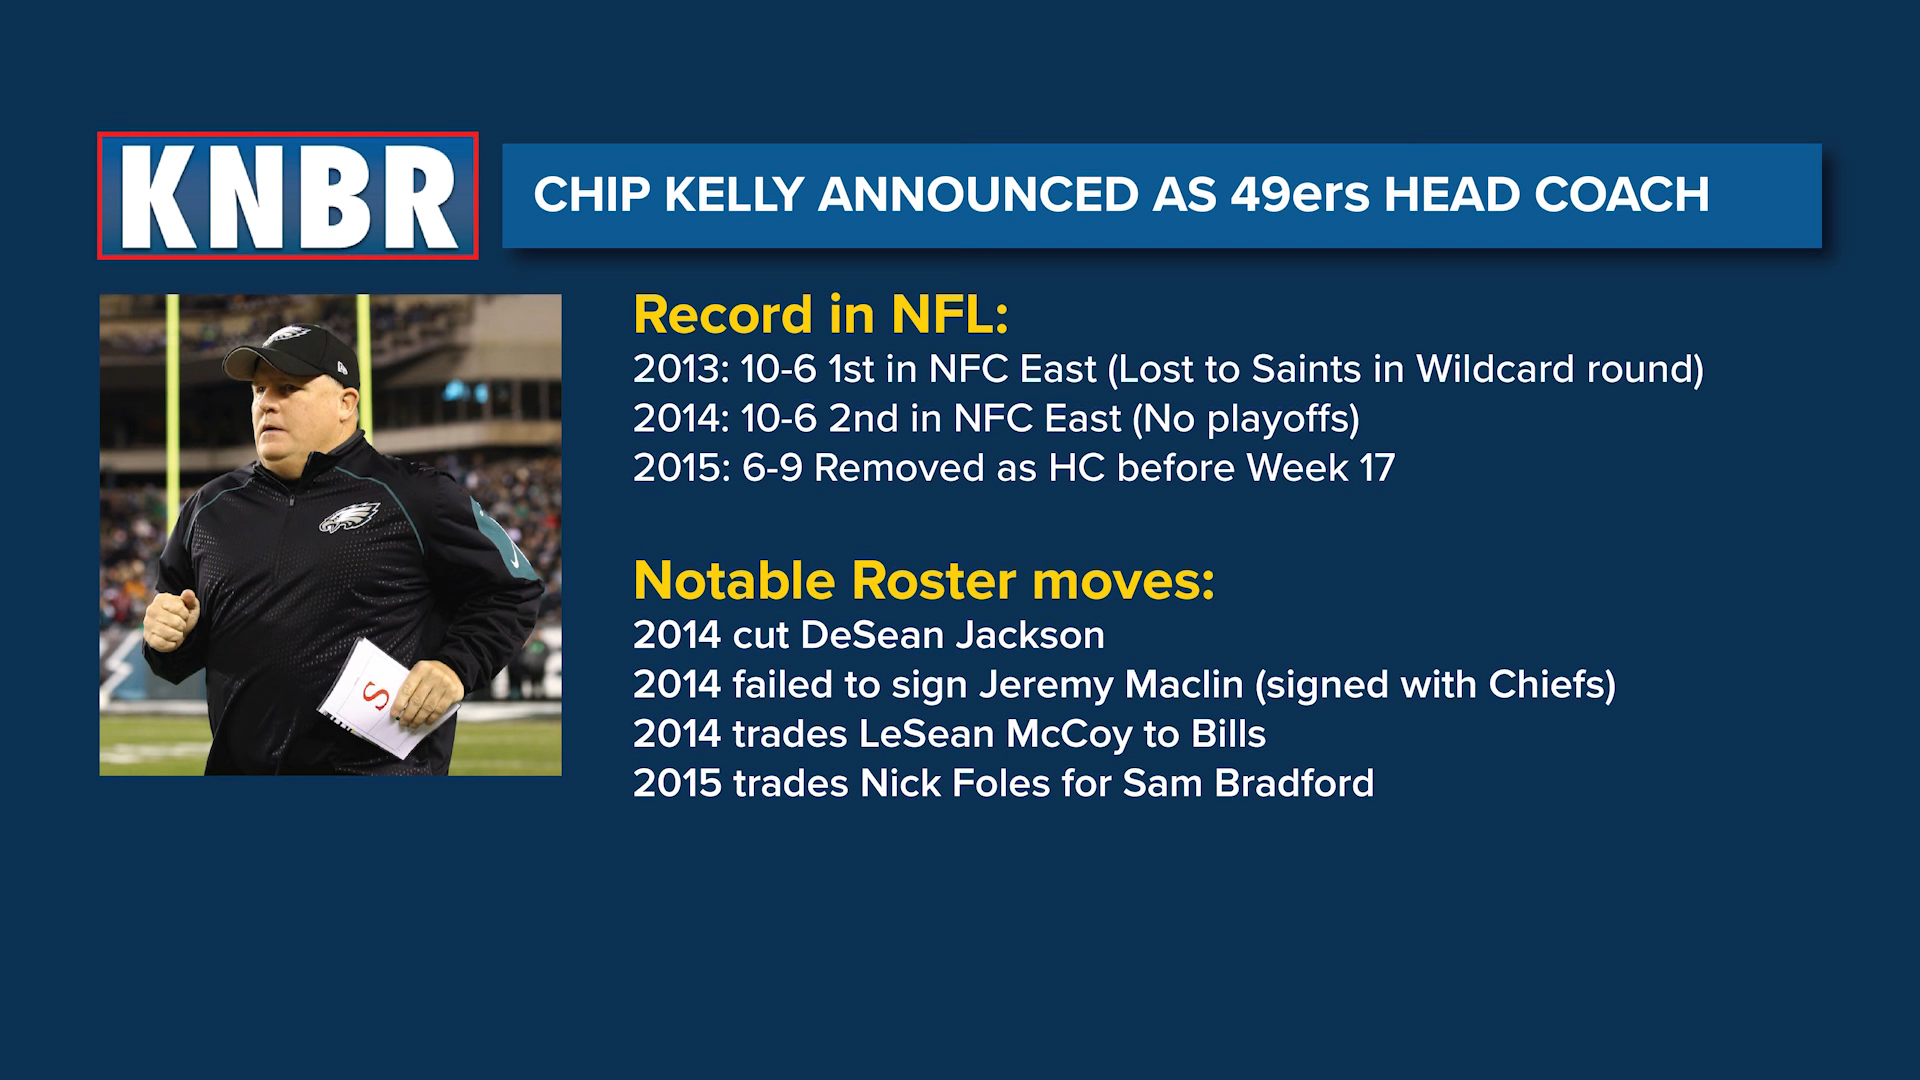 KNBR
CHIP KELLY ANNOUNCED AS 49ers HEAD COACH
Record in NFL:
2013: 10-6 1st in NFC East (Lost to Saints in Wildcard round)
2014: 10-6 2nd in NFC East (No playoffs)
2015: 6-9 Removed as HC before Week 17
Notable Roster moves:
2014 cut DeSean Jackson
2014 failed to sign Jeremy Maclin (signed with Chiefs)
2014 trades LeSean McCoy to Bills
2015 trades Nick Foles for Sam Bradford
S